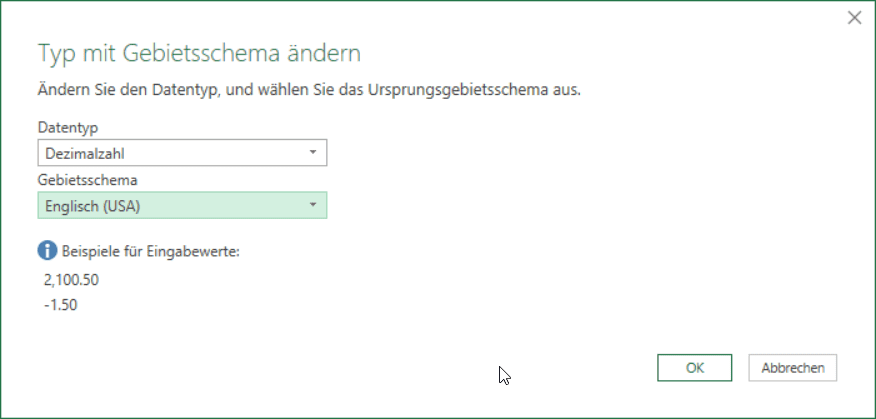 Typ mit Gebietsschema ändern
Ändern Sie den Datentyp, und wählen Sie das Ursprungsgebietsschema aus.
Datentyp
Dezimalzahl
Gebietsschema
Englisch (USA)
Beispiele für Eingabewerte:
2,100.50
-1.50
OK Abbrechen